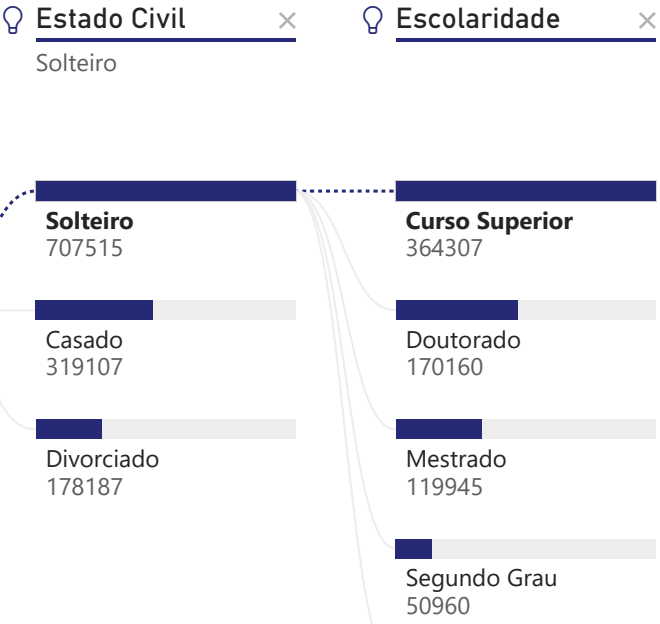 Estado Civil
Solteiro
Solteiro
707515
Casado
319107
Divorciado
178187
Escolaridade
Curso Superior
364307
Doutorado
170160
Mestrado
119945
Segundo Grau
50960